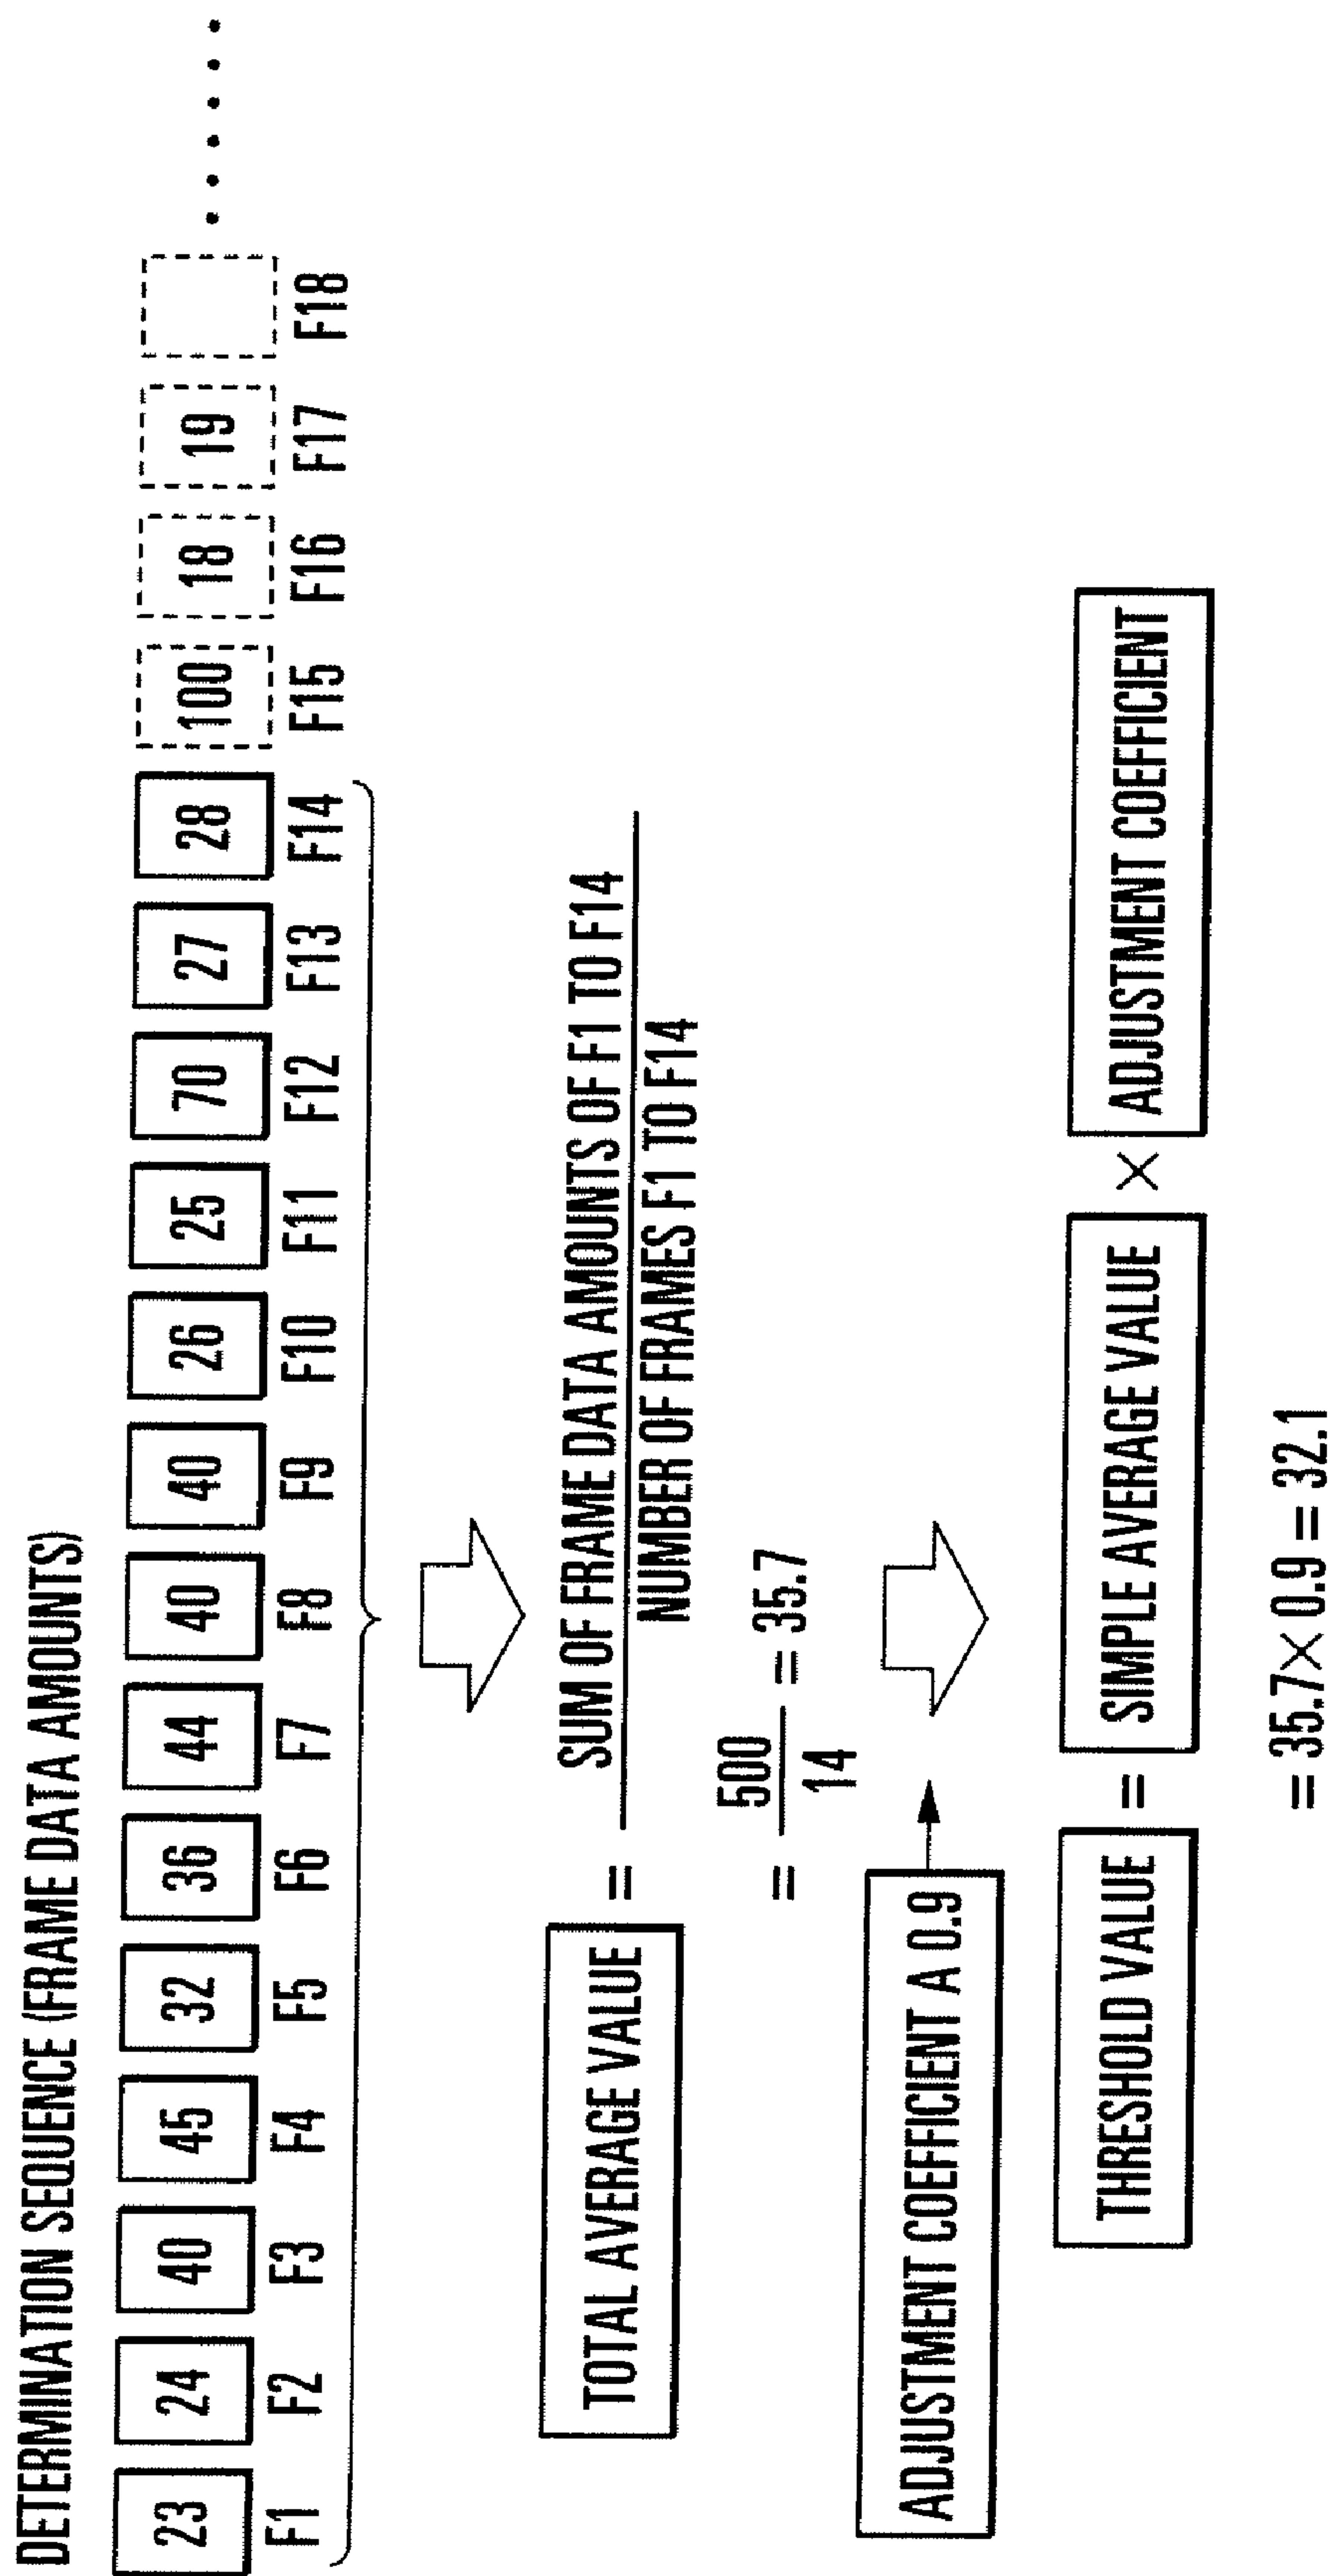 DETERMINATION SEQUENCE (FRAME DATA AMOUNTS)
23 24 40 45 32 36 44 40 40 26 25 70 27 28 100 18 19 ······
F1 F2 F3 F4 F5 F6 F7 F8 F9 F10 F11 F12 F13 F14 F15 F16 F17 F18
TOTAL AVERAGE VALUE = SUM OF FRAME DATA AMOUNTS OF F1 TO F14
NUMBER OF FRAMES F1 TO F14
= 500 = 35.7
14
ADJUSTMENT COEFFICIENT A 0.9
THRESHOLD VALUE = SIMPLE AVERAGE VALUE × ADJUSTMENT COEFFICIENT
= 35.7 × 0.9 = 32.1